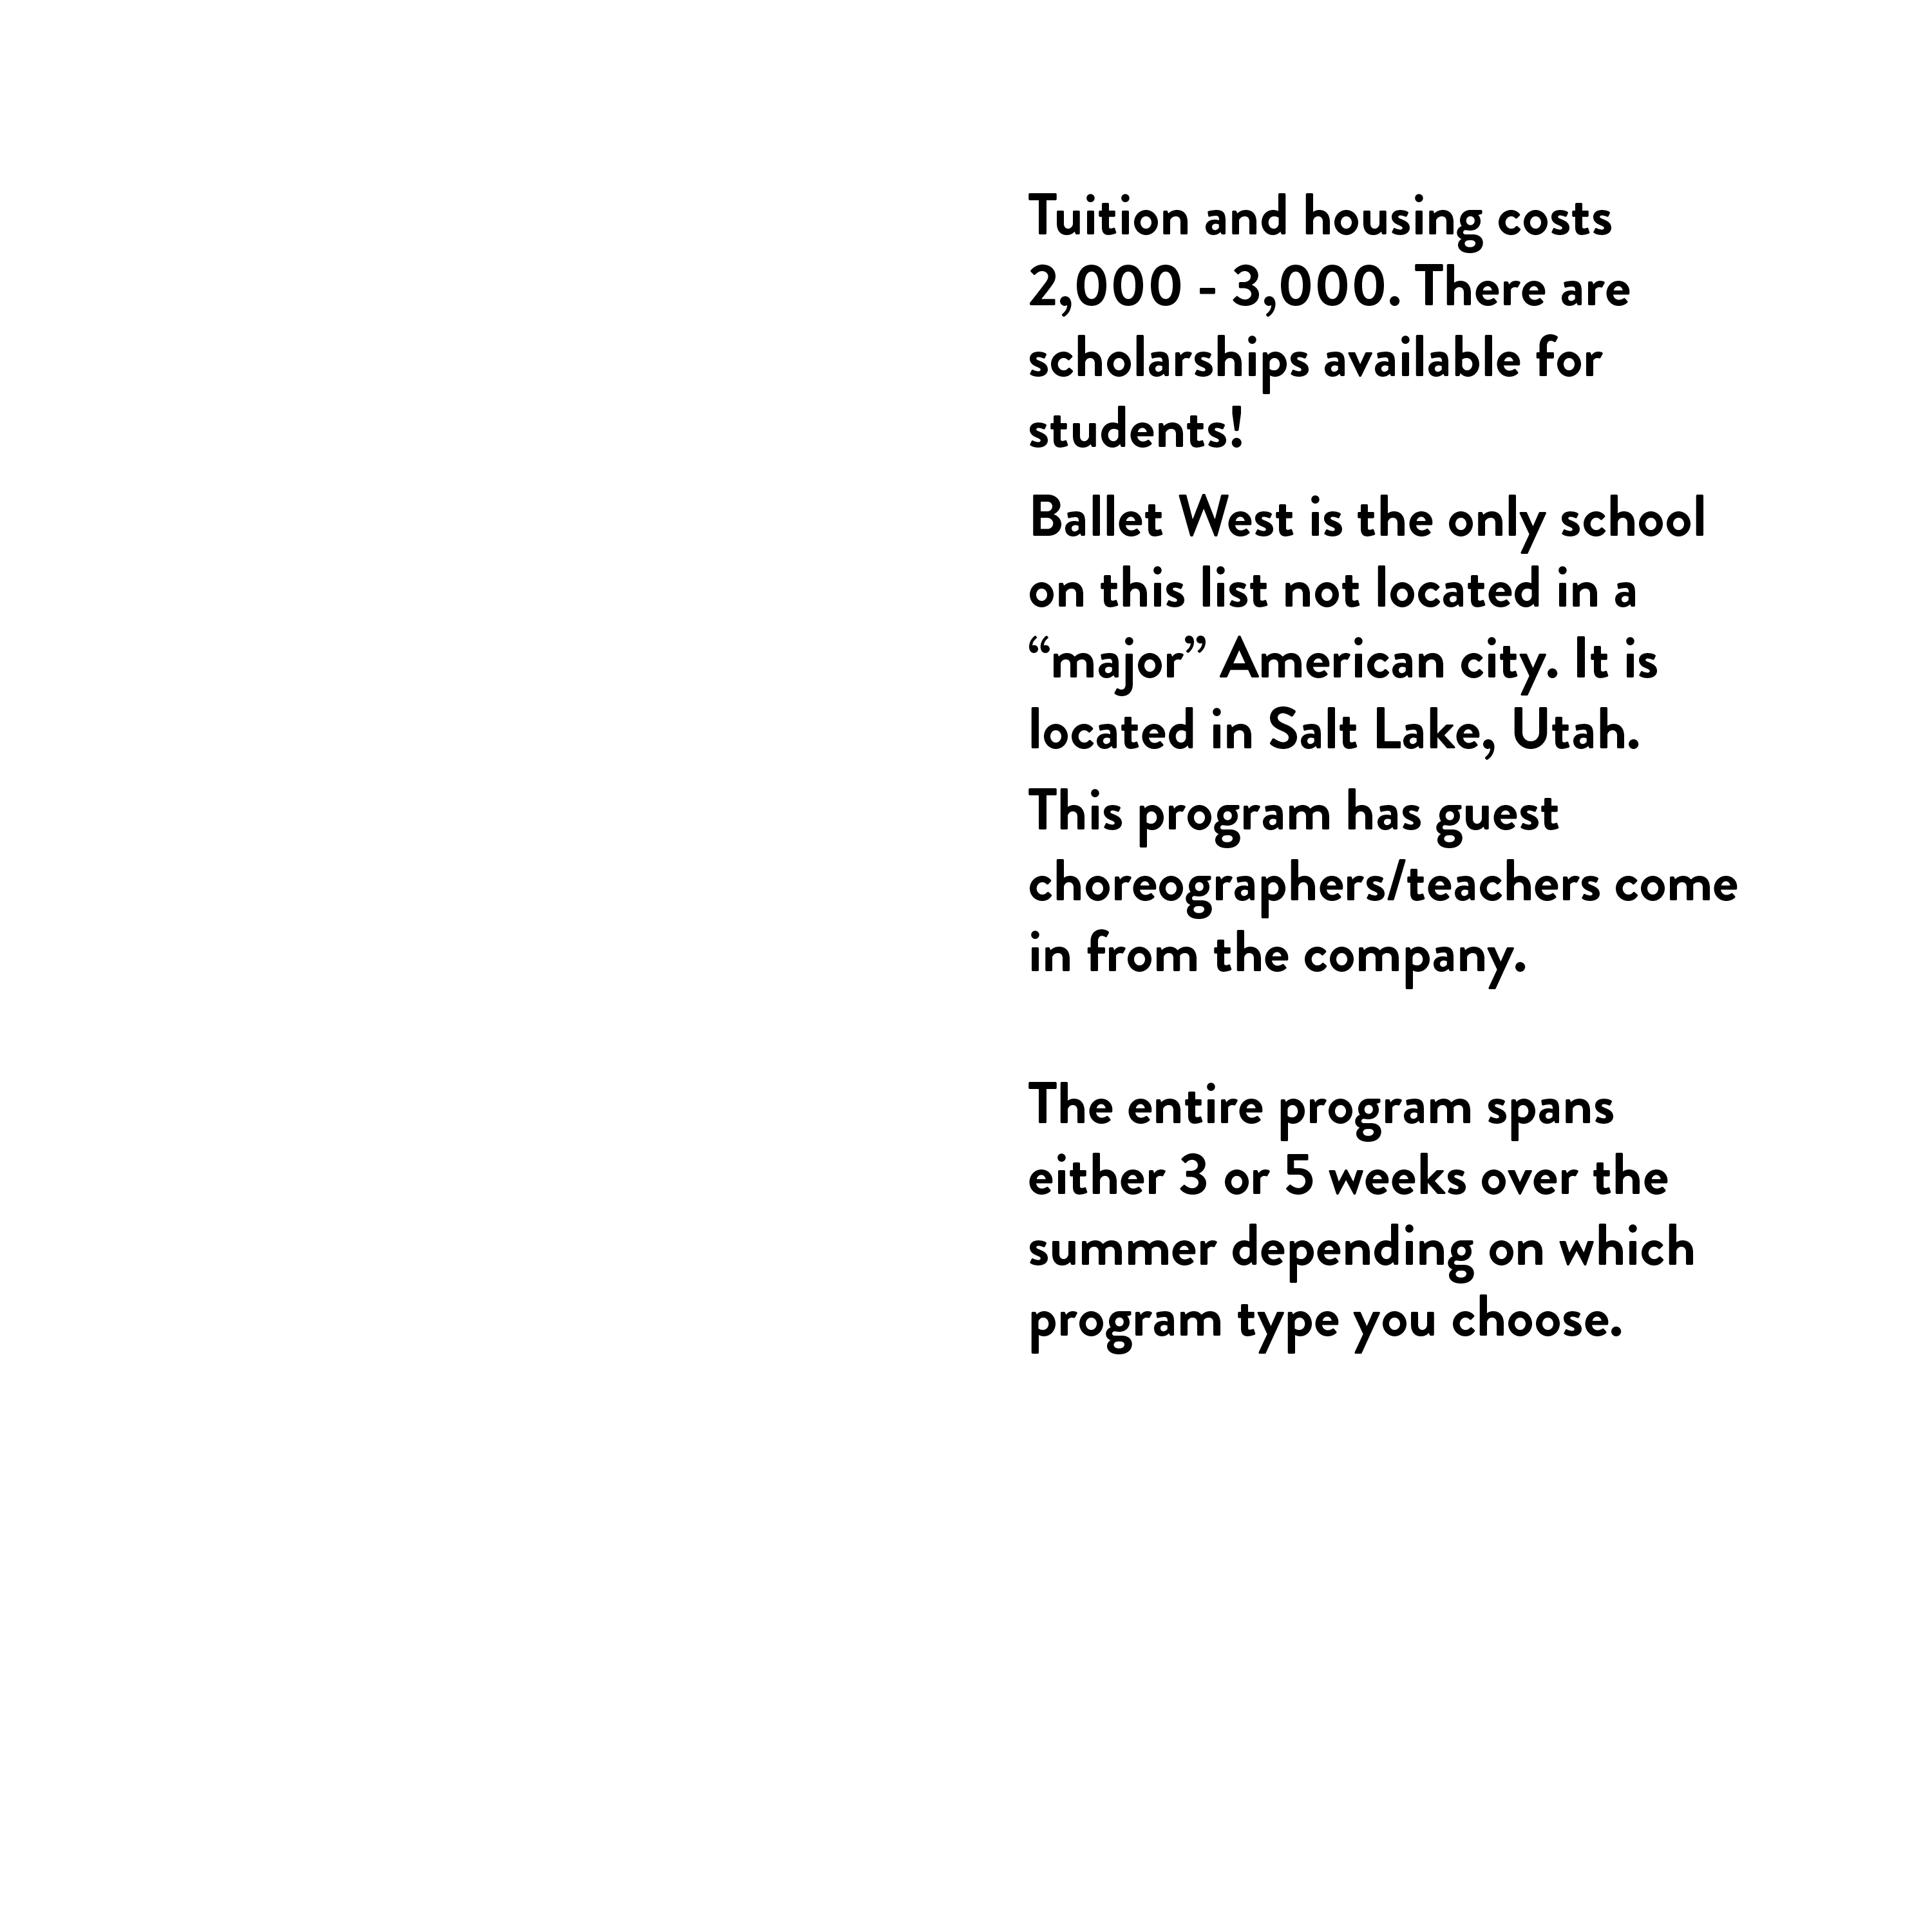 Tuition and housing costs
2,000 - 3,000. There are
scholarships available for
students!
Ballet West is the only school
on this list not located in a
“major” American city. It is
located in Salt Lake, Utah.
This program has guest
choreographers/teachers come
in from the company.
The entire program spans
either 3 or 5 weeks over the
summer depending on which
program type you choose.